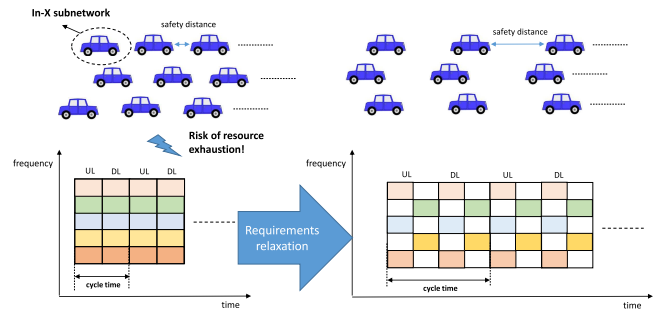 In-X subnetwork
safety distance
safety distance
Risk of resource
exhaustion!
frequency
UL DL UL DL
cycle time
time
Requirements
relaxation
frequency
UL DL UL DL
cycle time
time